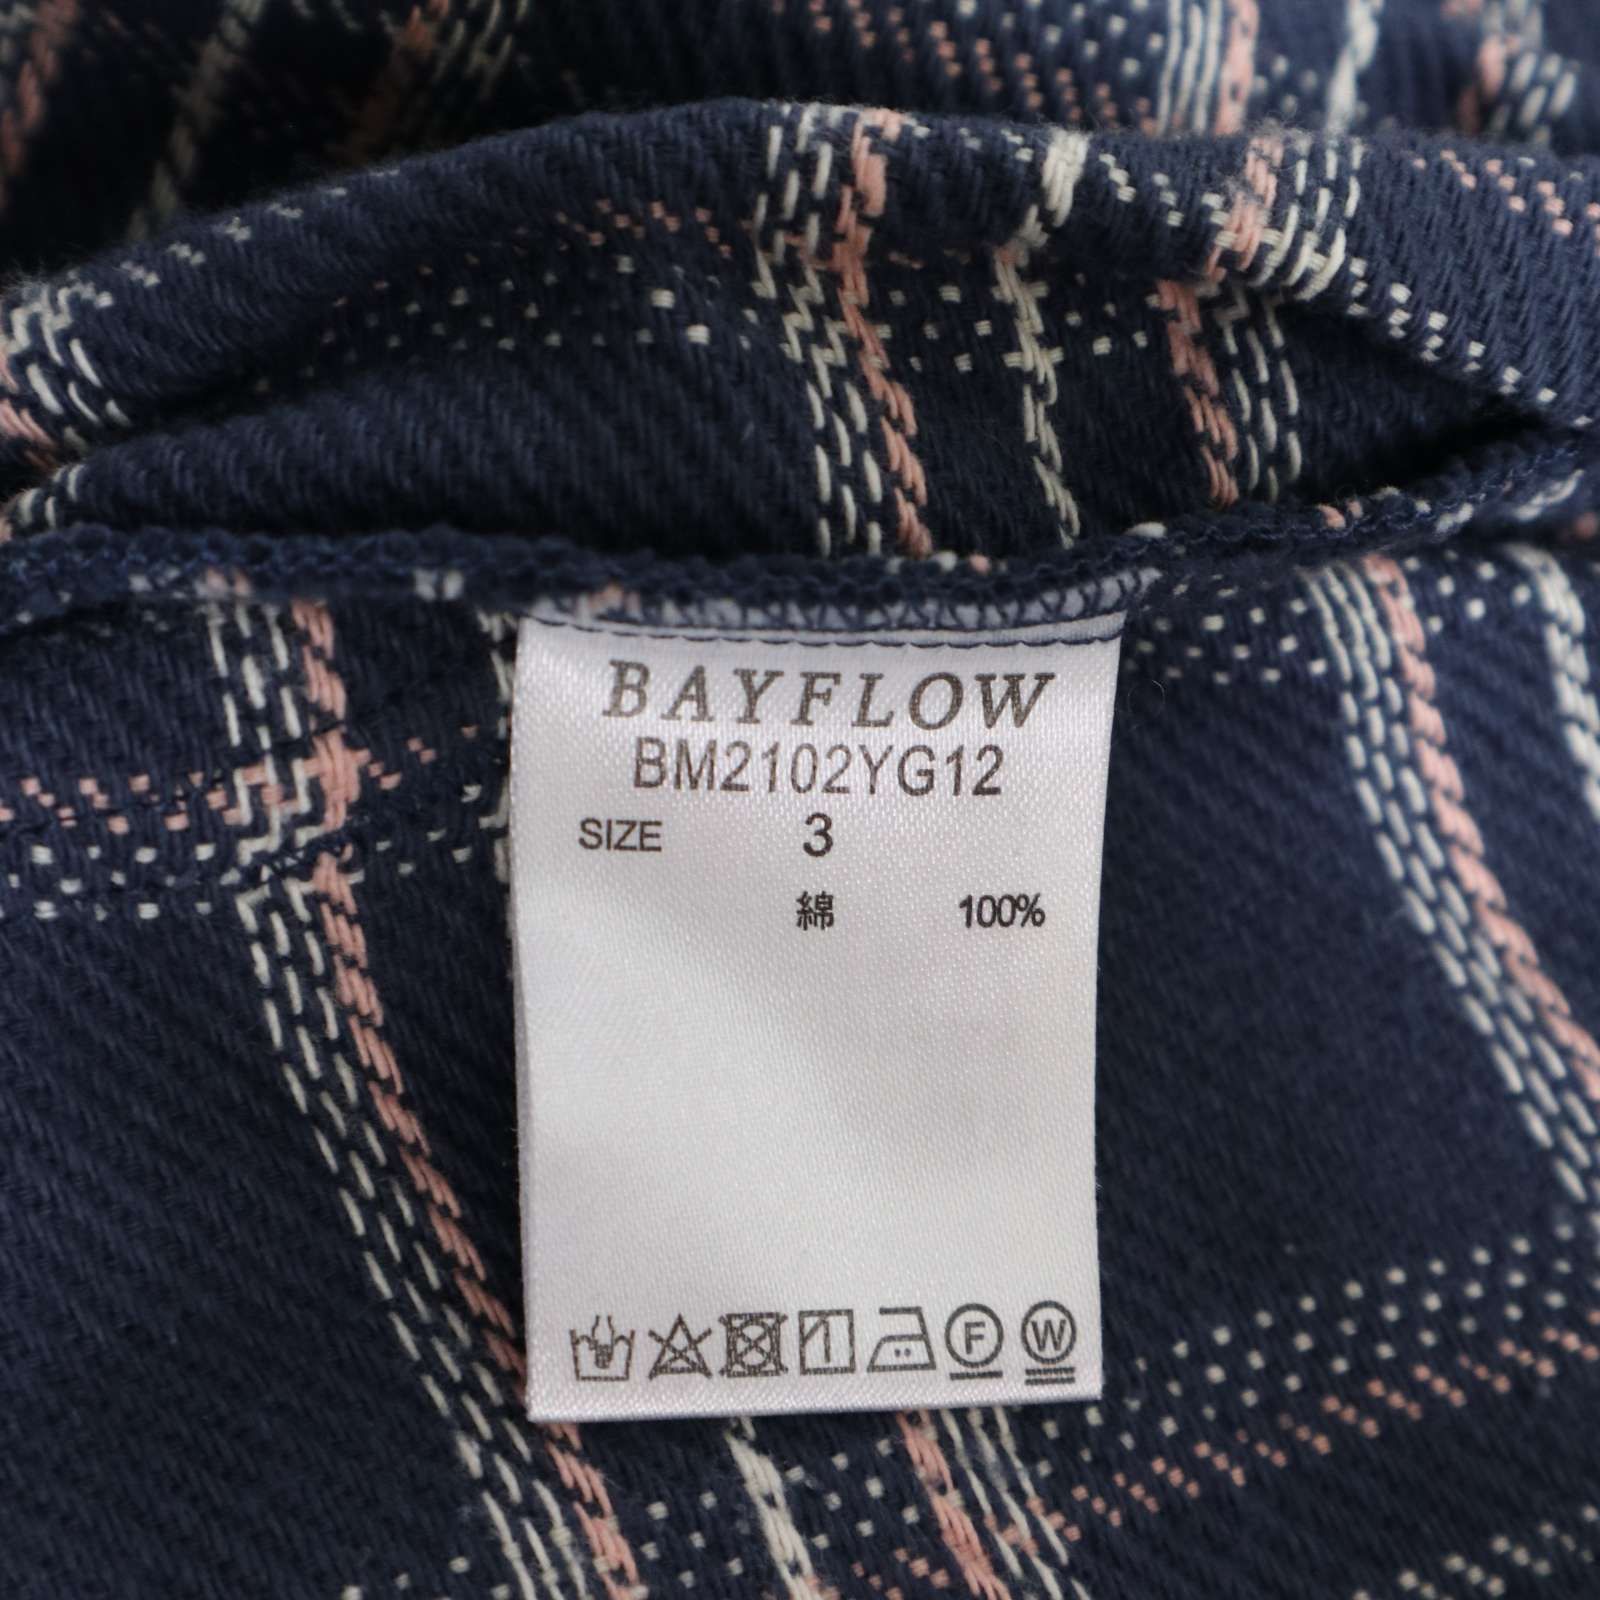 BAYFLOW
BM2102YG12
SIZE 3
綿 100%
F W